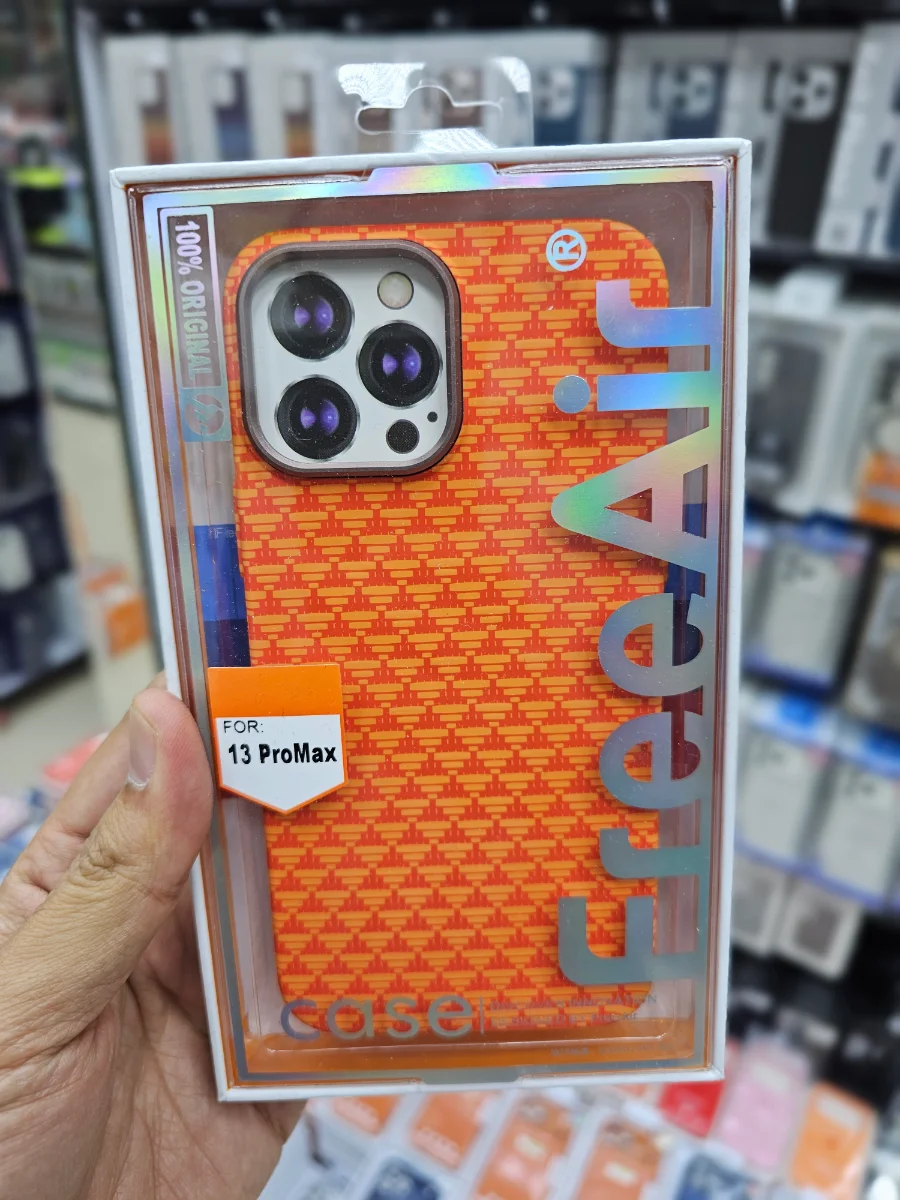 100% ORIGINAL
FreeAir®
FOR:
13 ProMax
case